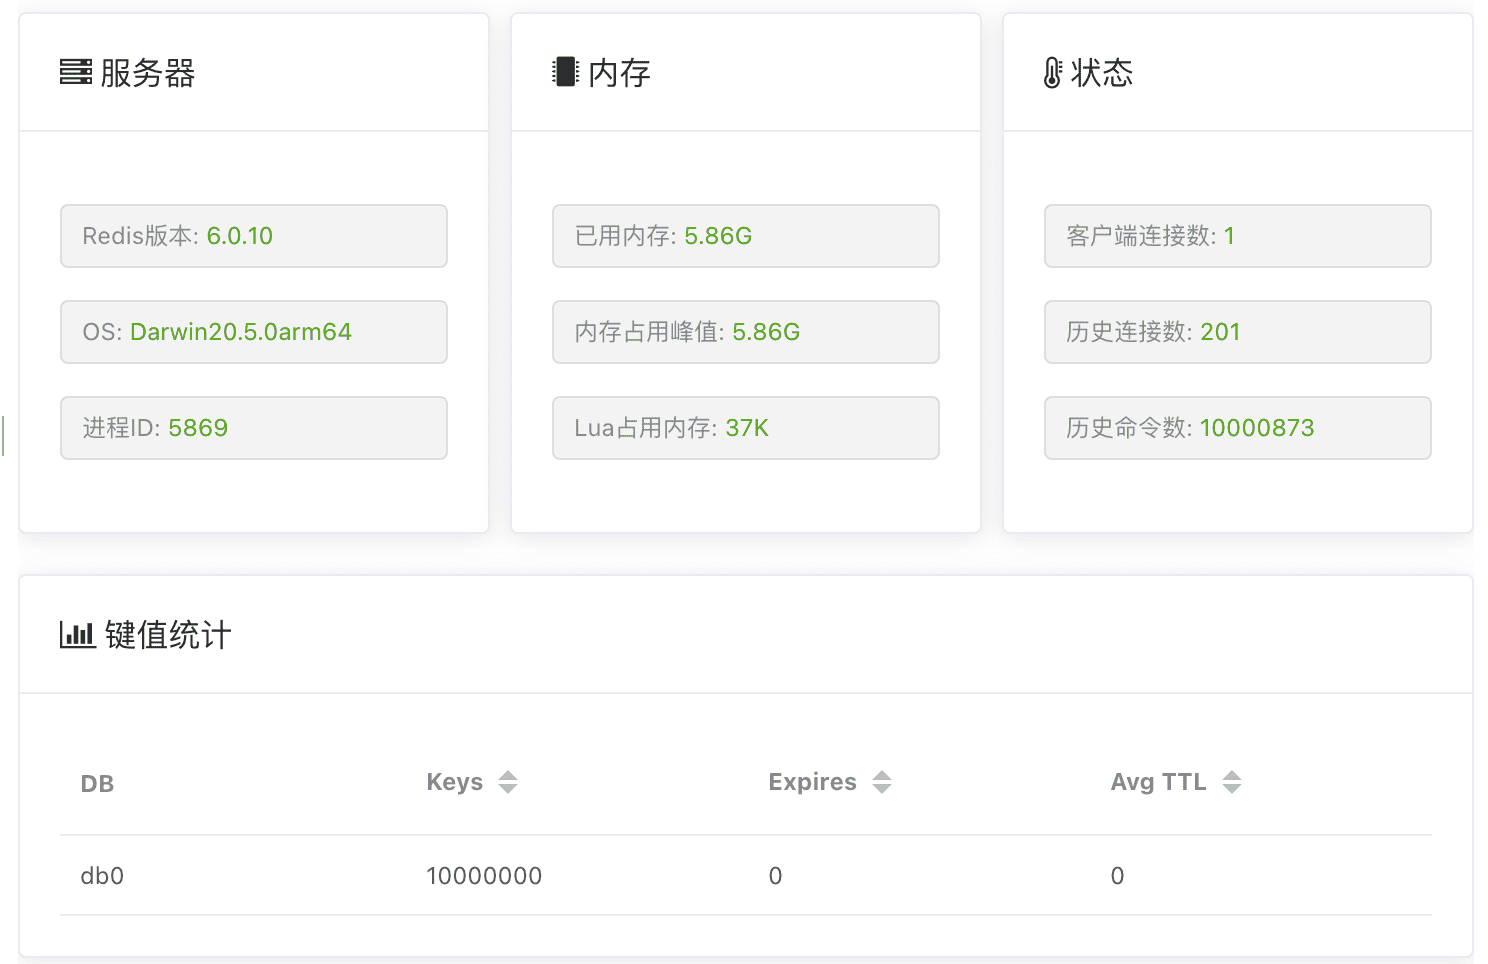 服务器
Redis版本: 6.0.10
OS: Darwin20.5.0arm64
进程ID: 5869
内存
已用内存: 5.86G
内存占用峰值: 5.86G
Lua占用内存: 37K
状态
客户端连接数: 1
历史连接数: 201
历史命令数: 10000873
键值统计
DB Keys Expires Avg TTL
db0 10000000 0 0